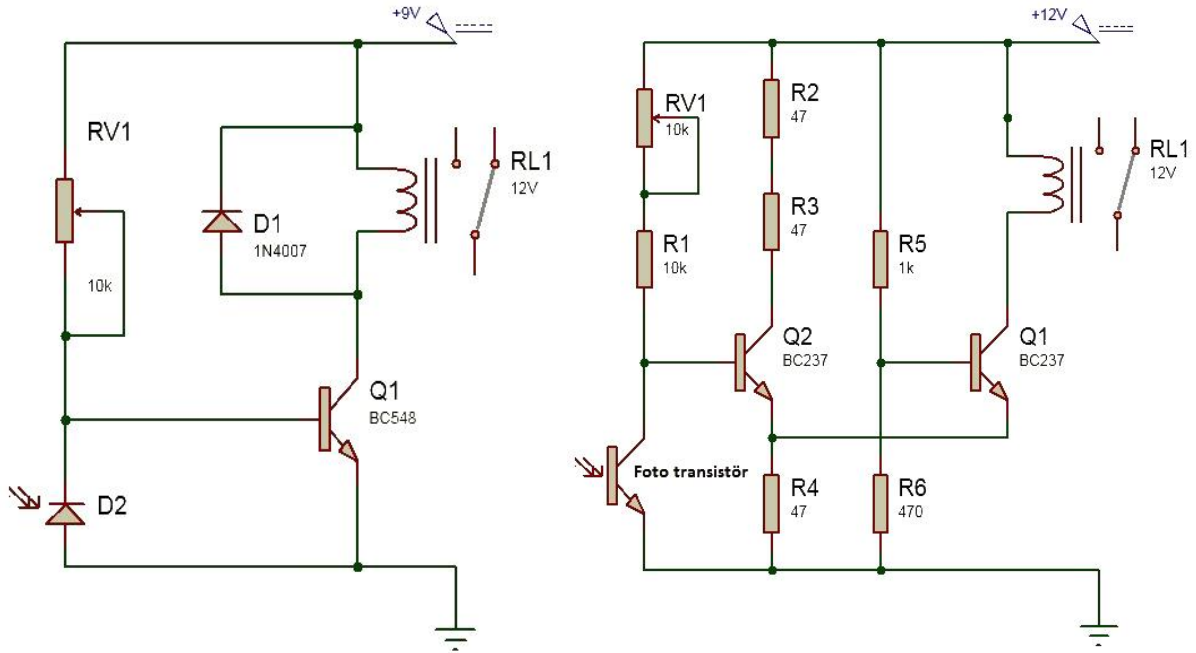 +9V
RV1
10k
D1
1N4007
RL1
12V
Q1
BC548
D2
+12V
RV1
10k
R2
47
R3
47
R1
10k
R5
1k
RL1
12V
Q2
BC237
Q1
BC237
Foto transistör
R4
47
R6
470